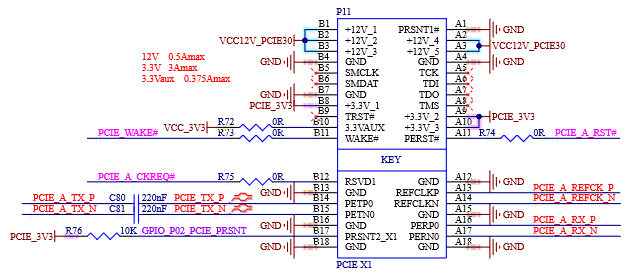 P11
B1 +12V_1 PRSNT1# A1 GND
VCC12V_PCIE30 B2 +12V_2 +12V_4 A2 VCC12V_PCIE30
B3 +12V_3 +12V_5 A3
12V 0.5Amax
GND B4 GND GND A4 GND
3.3V 3Amax
B5 SMCLK TCK A5
3.3Vaux 0.375Amax
B6 SMDAT TDI A6
GND B7 GND TDO A7
PCIE_3V3 B8 +3.3V_1 TMS A8
B9 TRST# +3.3V_2 A9 PCIE_3V3
VCC_3V3 R72 0R B10 3.3VAUX +3.3V_3 A10
PCIE_WAKE# R73 0R B11 WAKE# PERST# A11 R74 0R PCIE_A_RST#
KEY
PCIE_A_CKREQ# R75 0R B12 RSVD1 GND A12 GND
GND B13 GND REFCLKP A13 PCIE_A_REFCK_P
PCIE_A_TX_P C80 220nF PCIE_TX_P B14 PETP0 REFCLKN A14 PCIE_A_REFCK_N
PCIE_A_TX_N C81 220nF PCIE_TX_N B15 PETN0 GND A15 GND
GND B16 GND PERP0 A16 PCIE_A_RX_P
PCIE_3V3 R76 10K GPIO_P02_PCIE_PRSNT B17 PRSNT2_X1 PERN0 A17 PCIE_A_RX_N
GND B18 GND GND A18 GND
PCIE X1